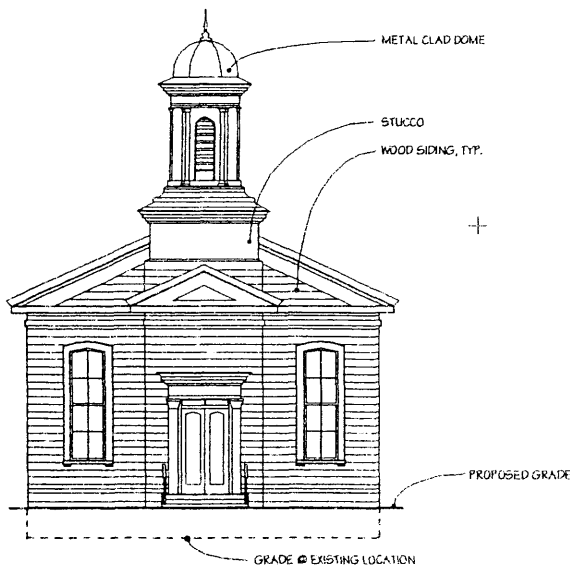 METAL CLAD DOME
STUCCO
WOOD SIDING, TYP.
PROPOSED GRADE
GRADE @ EXISTING LOCATION